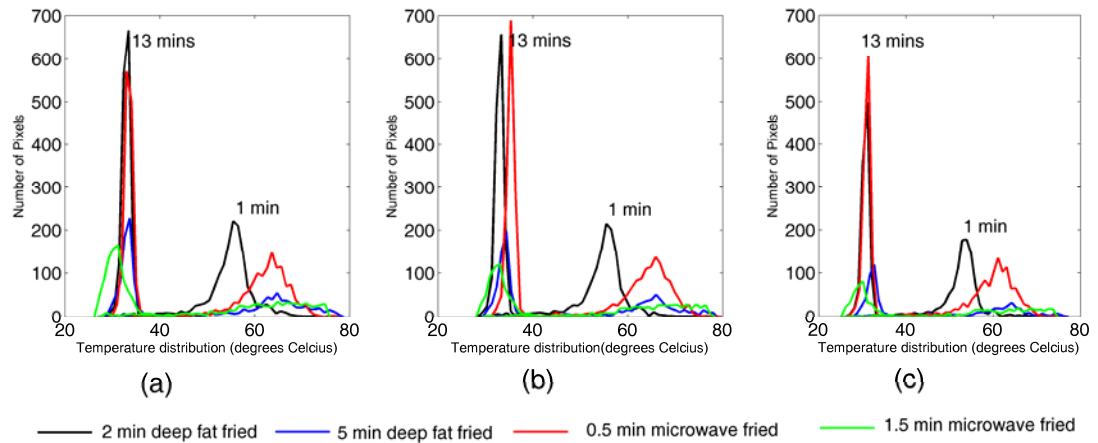 700
600
500
400
300
200
100
0
Number of Pixels
13 mins
1 min
20 40 60 80
Temperature distribution (degrees Celcius)
(a)
700
600
500
400
300
200
100
0
Number of Pixels
13 mins
1 min
20 40 60 80
Temperature distribution(degrees Celcius)
(b)
700
600
500
400
300
200
100
0
Number of Pixels
13 mins
1 min
20 40 60 80
Temperature distribution (degrees Celcius)
(c)
2 min deep fat fried 5 min deep fat fried 0.5 min microwave fried 1.5 min microwave fried